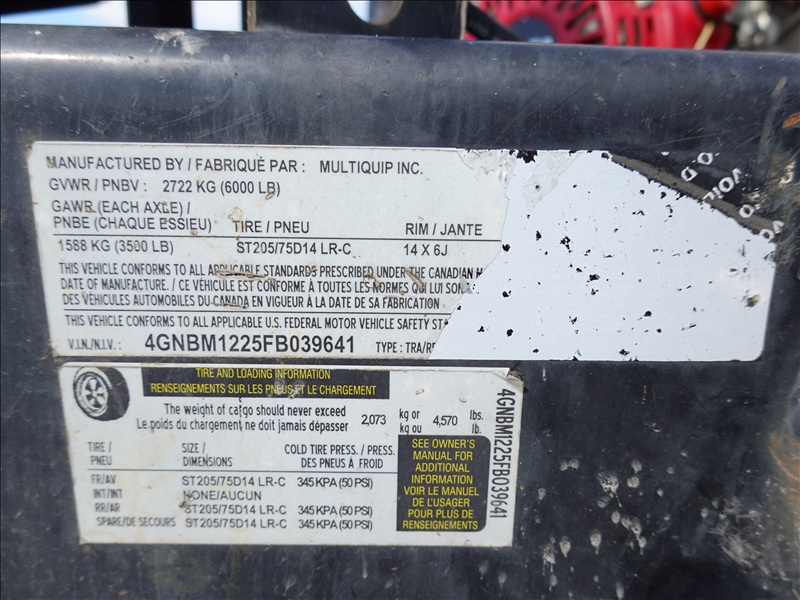 MANUFACTURED BY / FABRIQUÉ PAR : MULTIQUIP INC.
GVWR / PNBV : 2722 KG (6000 LB)
GAWR (EACH AXLE) /
PNBE (CHAQUE ESSIEU) TIRE / PNEU RIM / JANTE
1588 KG (3500 LB) ST205/75D14 LR-C 14 X 6J
THIS VEHICLE CONFORMS TO ALL APPLICABLE STANDARDS PRESCRIBED UNDER THE CANADIAN
DATE OF MANUFACTURE. / CE VÉHICULE EST CONFORME À TOUTES LES NORMES QUI LUI SONT
DES VÉHICULES AUTOMOBILES DU CANADA EN VIGUEUR À LA DATE DE SA FABRICATION
THIS VEHICLE CONFORMS TO ALL APPLICABLE U.S. FEDERAL MOTOR VEHICLE SAFETY
V.I.N./N.I.V.: 4GNBM1225FB039641 TYPE : TRA/
VOID
VO
TIRE AND LOADING INFORMATION
RENSEIGNEMENTS SUR LES PNEUS ET LE CHARGEMENT
The weight of cargo should never exceed
Le poids du chargement ne doit jamais dépasser
2,073 kg or kg ou 4,570 lbs. lb.
TIRE / SIZE / COLD TIRE PRESS. / PRESS.
PNEU DIMENSIONS DES PNEUS À FROID
FR/AV ST205/75D14 LR-C 345 KPA (50 PSI)
INT/INT NONE/AUCUN
RR/AR ST205/75D14 LR-C 345 KPA (50 PSI)
SPARE/DE SECOURS ST205/75D14 LR-C 345 KPA (50 PSI)
SEE OWNER'S
MANUAL FOR
ADDITIONAL
INFORMATION
VOIR LE MANUEL
DE L'USAGER
POUR PLUS DE
RENSEIGNEMENTS
4GNBM1225FB039641